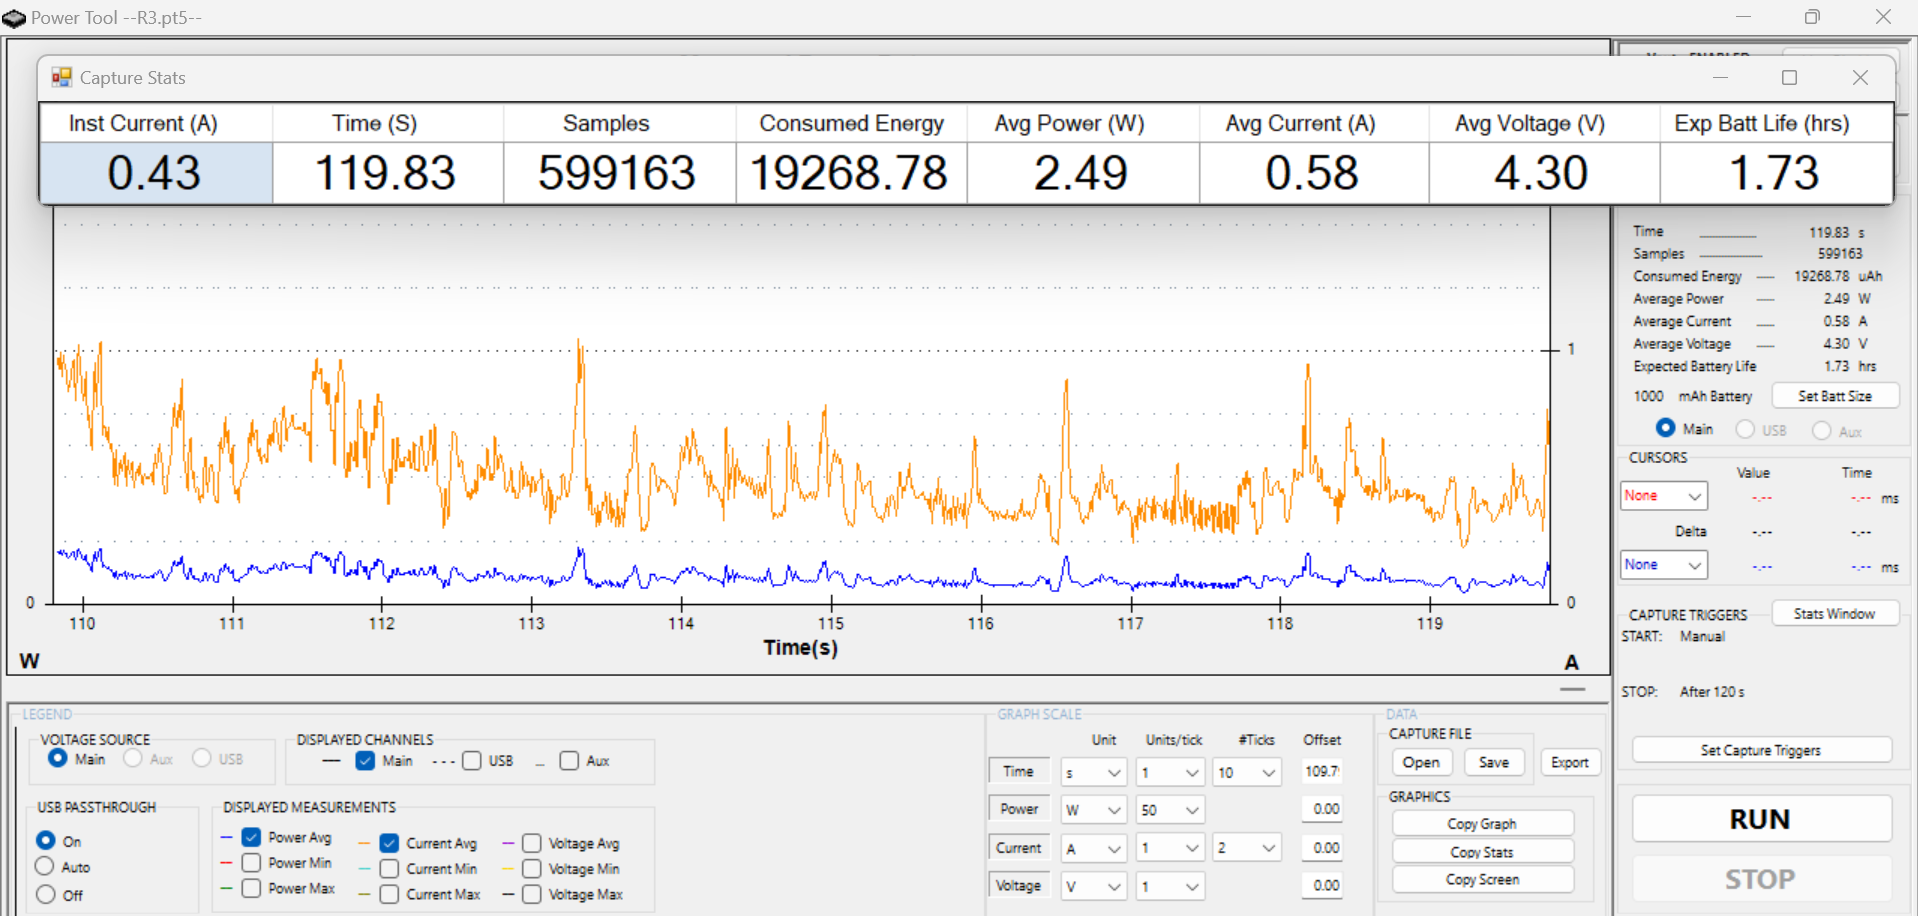 Power Tool --R3.pt5--
Capture Stats
Inst Current (A) Time (S) Samples Consumed Energy Avg Power (W) Avg Current (A) Avg Voltage (V) Exp Batt Life (hrs)
0.43 119.83 599163 19268.78 2.49 0.58 4.30 1.73
Time 119.83 s
Samples 599163
Consumed Energy 19268.78 uAh
Average Power 2.49 W
Average Current 0.58 A
Average Voltage 4.30 V
Expected Battery Life 1.73 hrs
1000 mAh Battery Set Batt Size
Main USB Aux
CURSORS
Value Time
None -.-- -.-- ms
Delta -.-- -.--
None -.-- -.-- ms
CAPTURE TRIGGERS Stats Window
START: Manual
STOP: After 120 s
Set Capture Triggers
RUN
STOP
1
0 0
110 111 112 113 114 115 116 117 118 119
Time(s)
W A
LEGEND
VOLTAGE SOURCE
Main Aux USB
DISPLAYED CHANNELS
Main USB Aux
USB PASSTHROUGH
On
Auto
Off
DISPLAYED MEASUREMENTS
Power Avg Current Avg Voltage Avg
Power Min Current Min Voltage Min
Power Max Current Max Voltage Max
GRAPH SCALE
Unit Units/tick #Ticks Offset
Time s 1 10 109.7
Power W 50 0.00
Current A 1 2 0.00
Voltage V 1 0.00
DATA
CAPTURE FILE
Open Save Export
GRAPHICS
Copy Graph
Copy Stats
Copy Screen